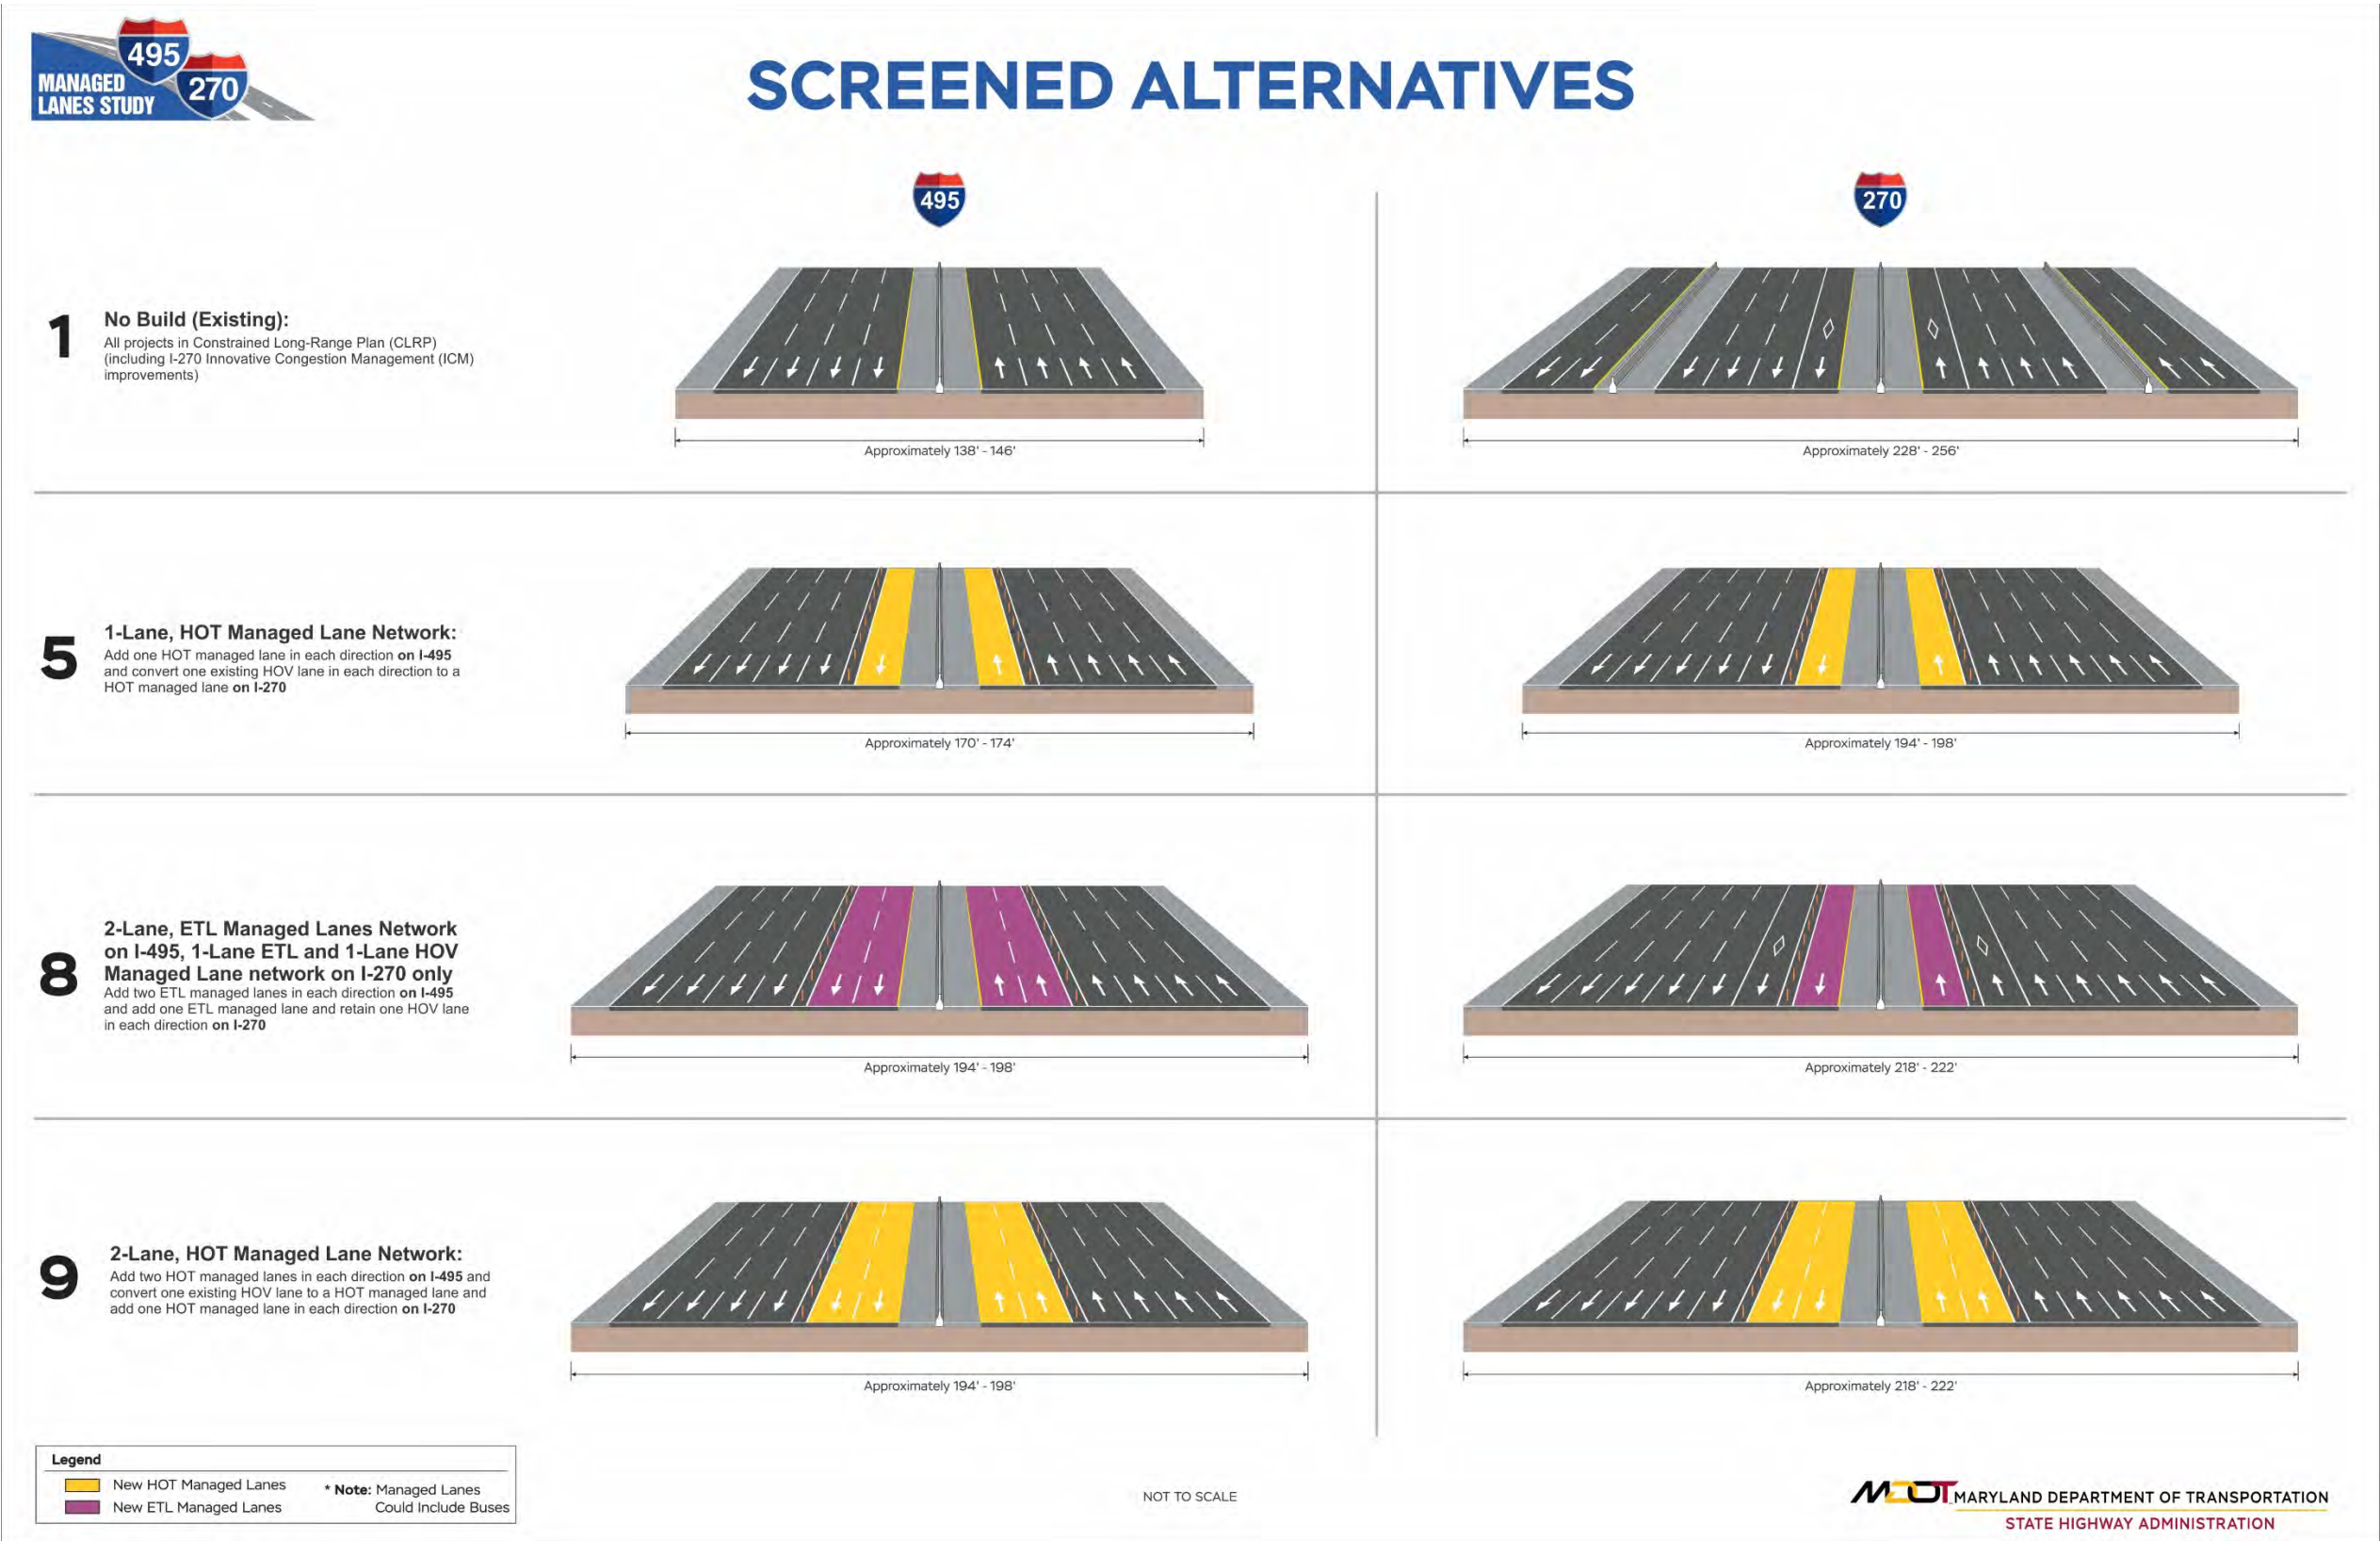 495
MANAGED
LANES STUDY
270
SCREENED ALTERNATIVES
495
270
1
No Build (Existing):
All projects in Constrained Long-Range Plan (CLRP)
(including I-270 Innovative Congestion Management (ICM)
improvements)
Approximately 138' - 146'
Approximately 228' - 256'
5
1-Lane, HOT Managed Lane Network:
Add one HOT managed lane in each direction on I-495
and convert one existing HOV lane in each direction to a
HOT managed lane on I-270
Approximately 170' - 174'
Approximately 194' - 198'
8
2-Lane, ETL Managed Lanes Network
on I-495, 1-Lane ETL and 1-Lane HOV
Managed Lane network on I-270 only
Add two ETL managed lanes in each direction on I-495
and add one ETL managed lane and retain one HOV lane
in each direction on I-270
Approximately 194' - 198'
Approximately 218' - 222'
9
2-Lane, HOT Managed Lane Network:
Add two HOT managed lanes in each direction on I-495 and
convert one existing HOV lane to a HOT managed lane and
add one HOT managed lane in each direction on I-270
Approximately 194' - 198'
Approximately 218' - 222'
Legend
New HOT Managed Lanes
New ETL Managed Lanes
* Note: Managed Lanes
Could Include Buses
NOT TO SCALE
MDOT MARYLAND DEPARTMENT OF TRANSPORTATION
STATE HIGHWAY ADMINISTRATION